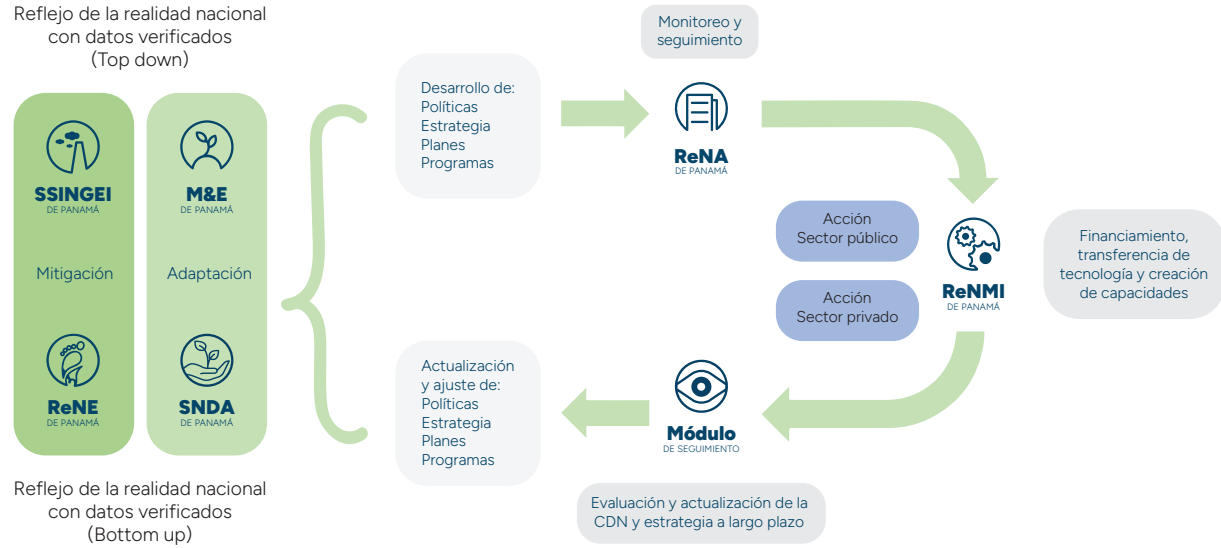 Reflejo de la realidad nacional
con datos verificados
(Top down)
SSINGEI
DE PANAMÁ
Mitigación
ReNE
DE PANAMÁ
M&E
DE PANAMÁ
Adaptación
SNDA
DE PANAMÁ
Reflejo de la realidad nacional
con datos verificados
(Bottom up)
Desarrollo de:
Políticas
Estrategia
Planes
Programas
Monitoreo y
seguimiento
ReNA
DE PANAMÁ
Acción
Sector público
Acción
Sector privado
ReNMI
DE PANAMÁ
Financiamiento,
transferencia de
tecnología y creación
de capacidades
Módulo
DE SEGUIMIENTO
Evaluación y actualización de la
CDN y estrategia a largo plazo
Actualización
y ajuste de:
Políticas
Estrategia
Planes
Programas